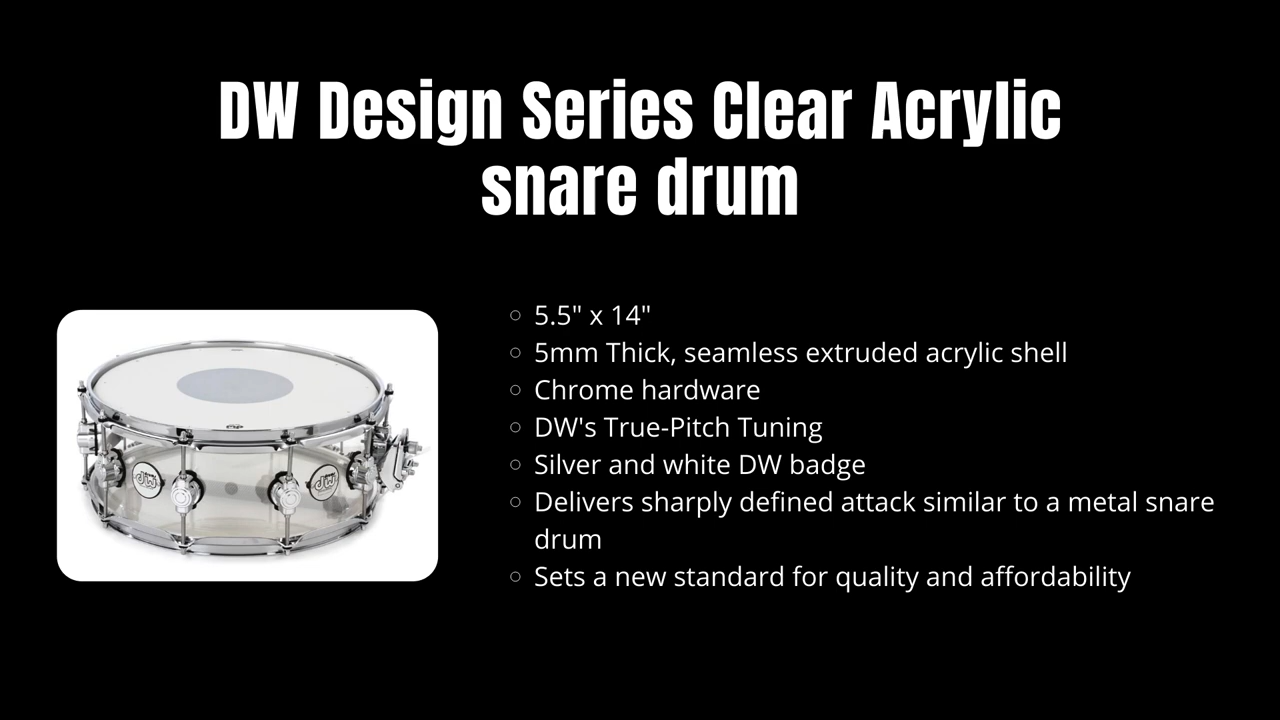 DW Design Series Clear Acrylic
snare drum
5.5" x 14"
5mm Thick, seamless extruded acrylic shell
Chrome hardware
DW's True-Pitch Tuning
Silver and white DW badge
Delivers sharply defined attack similar to a metal snare
drum
Sets a new standard for quality and affordability
dw
dw